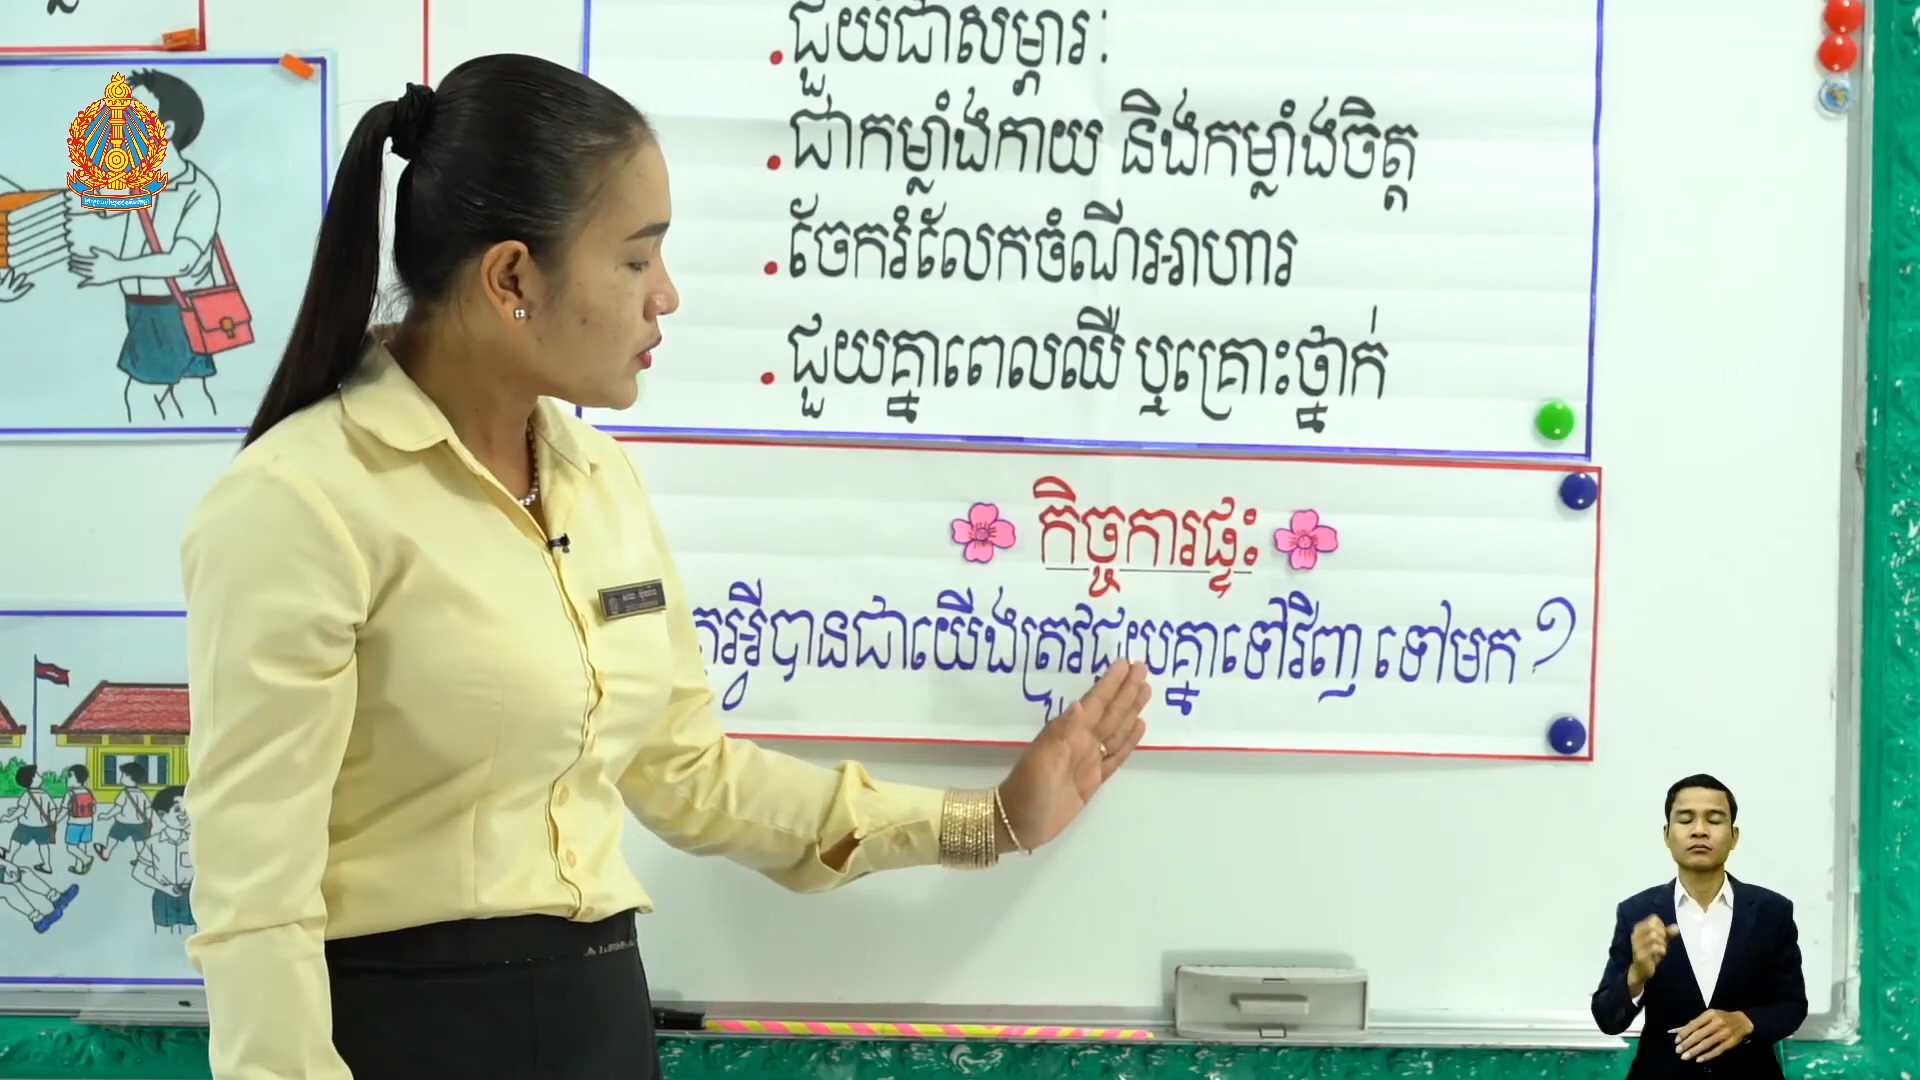 . ជួយជាសម្ភារៈ
. ជាកម្លាំងកាយ និងកម្លាំងចិត្ត
. ចែករំលែកចំណីអាហារ
. ជួយគ្នាពេលឈឺ ឬគ្រោះថ្នាក់
កិច្ចការផ្ទះ
អ្វីបានជាយើងត្រូវជួយគ្នាទៅវិញ ទៅមក ?